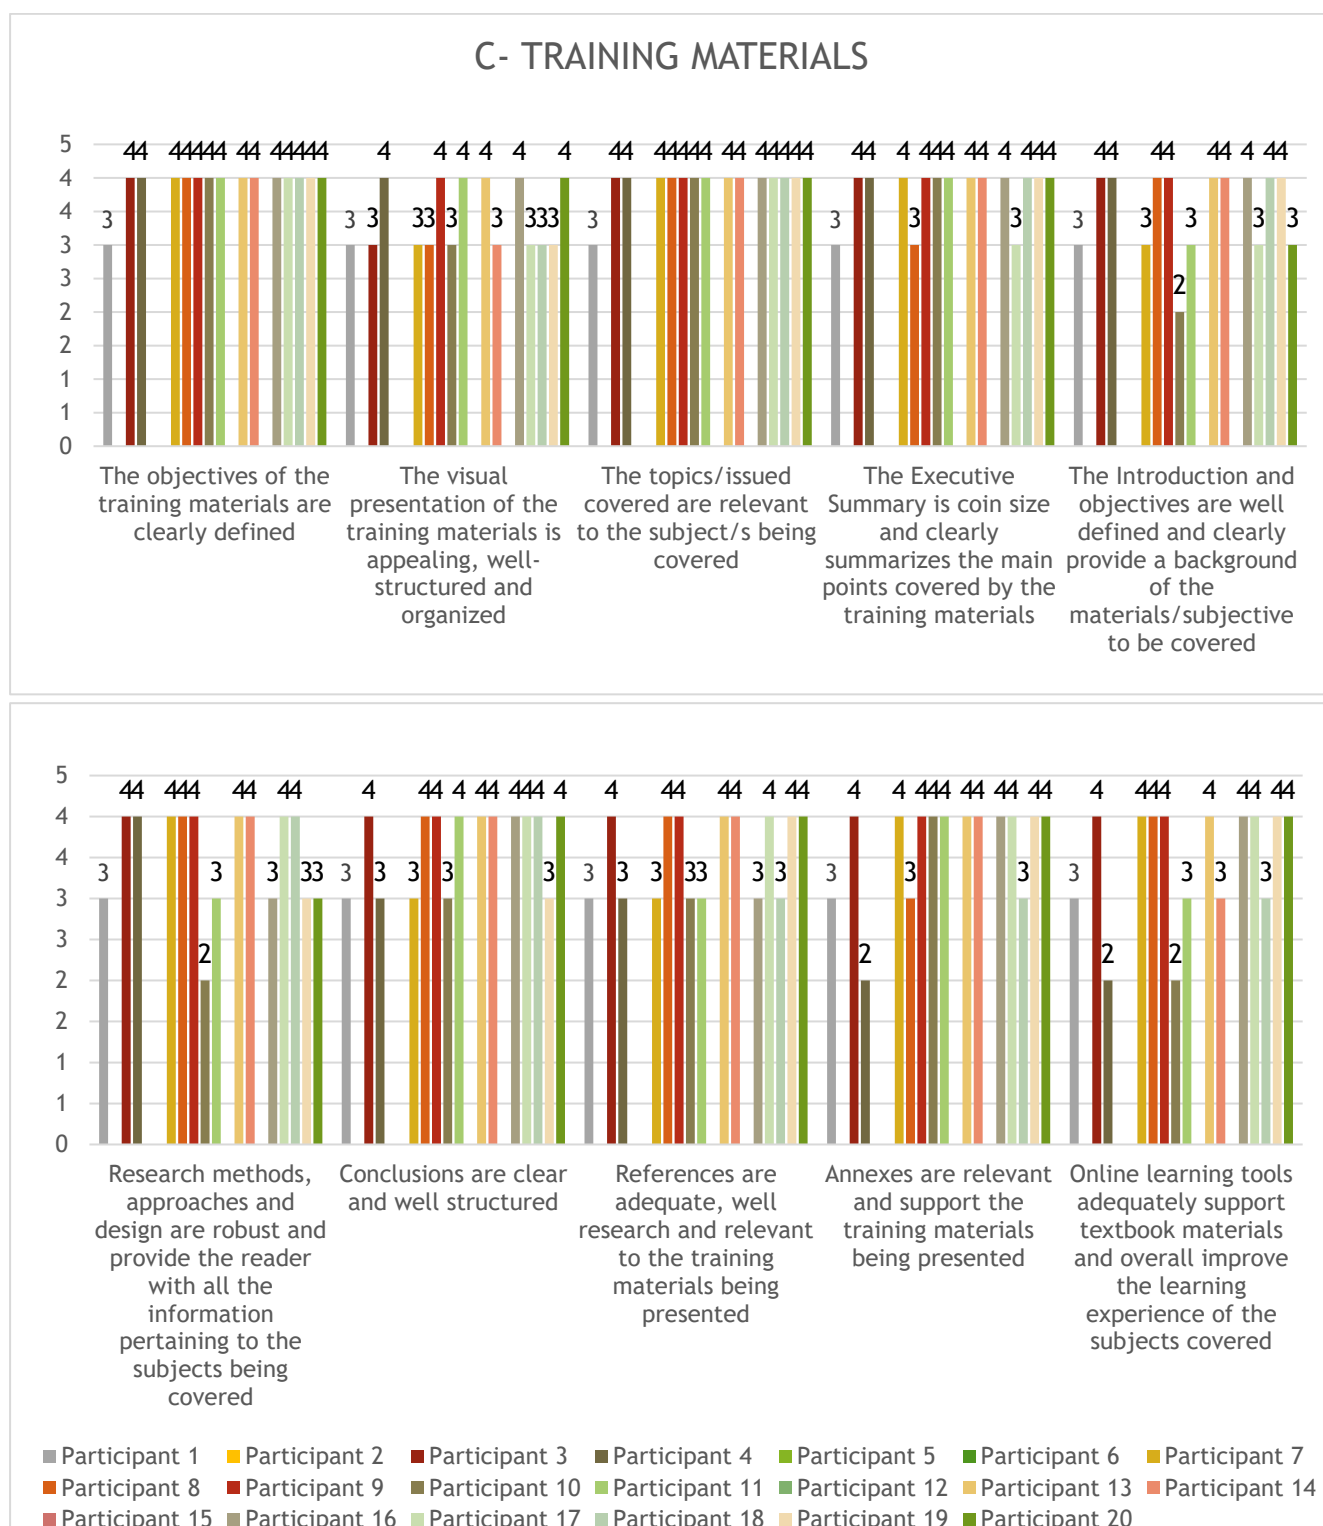 C- TRAINING MATERIALS
5
4
4
3
3
2
2
1
1
0
3 44 44444 44 44444
3 3 4 33 4 3 4 4 3 4 333 4
3 44 44444 44 44444
3 44 4 3 444 44 4 3 444
3 44 3 44 2 3 44 4 3 44 3
The objectives of the
training materials are
clearly defined
The visual
presentation of the
training materials is
appealing, well-
structured and
organized
The topics/issued
covered are relevant
to the subject/s being
covered
The Executive
Summary is coin size
and clearly
summarizes the main
points covered by the
training materials
The Introduction and
objectives are well
defined and clearly
provide a background
of the
materials/subjective
to be covered
5
4
4
3
3
2
2
1
1
0
3 44 444 2 3 44 3 44 33
3 4 3 3 44 3 4 44 444 3 4
3 4 3 3 44 33 44 3 4 3 44
3 4 2 4 3 444 44 44 3 44
3 4 2 444 2 3 4 3 44 3 44
Research methods,
approaches and
design are robust and
provide the reader
with all the
information
pertaining to the
subjects being
covered
Conclusions are clear
and well structured
References are
adequate, well
research and relevant
to the training
materials being
presented
Annexes are relevant
and support the
training materials
being presented
Online learning tools
adequately support
textbook materials
and overall improve
the learning
experience of the
subjects covered
Participant 1 Participant 2 Participant 3 Participant 4 Participant 5 Participant 6 Participant 7
Participant 8 Participant 9 Participant 10 Participant 11 Participant 12 Participant 13 Participant 14
Participant 15 Participant 16 Participant 17 Participant 18 Participant 19 Participant 20